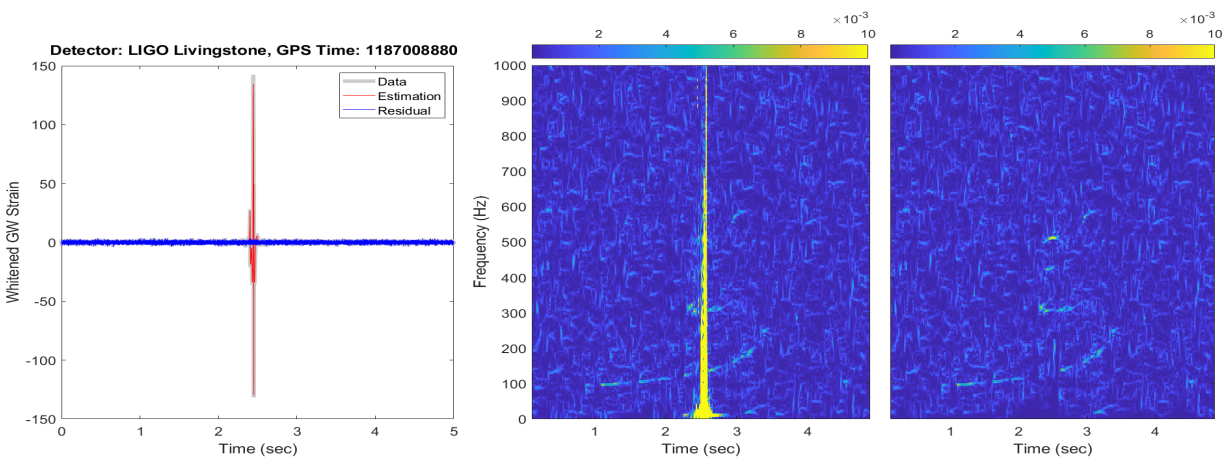 Detector: LIGO Livingstone, GPS Time: 1187008880
150
100
50
0
-50
-100
-150
0 1 2 3 4 5
Time (sec)
Whitened GW Strain
Data
Estimation
Residual
×10⁻³
2 4 6 8 10
1000
900
800
700
600
500
400
300
200
100
0
Frequency (Hz)
1 2 3 4
Time (sec)
×10⁻³
2 4 6 8 10
1 2 3 4
Time (sec)